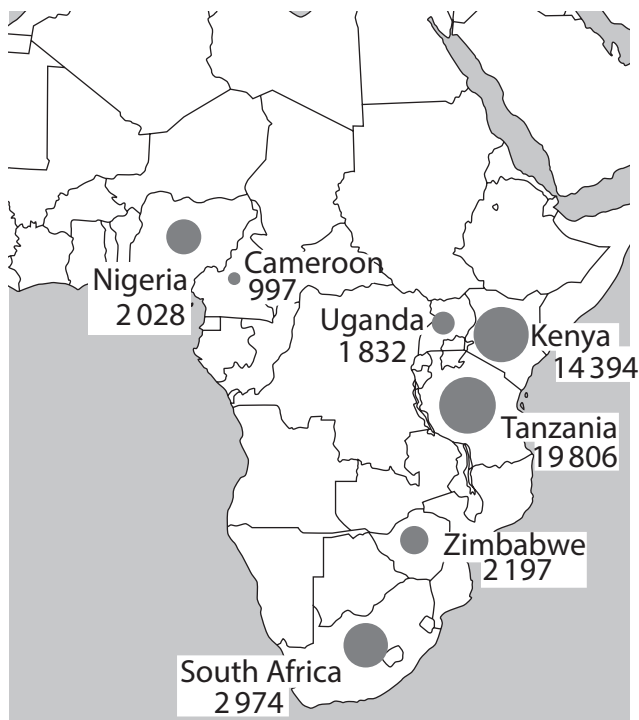 Cameroon
997
Nigeria
2 028
Uganda
1 832
Kenya
14 394
Tanzania
19 806
Zimbabwe
2 197
South Africa
2 974